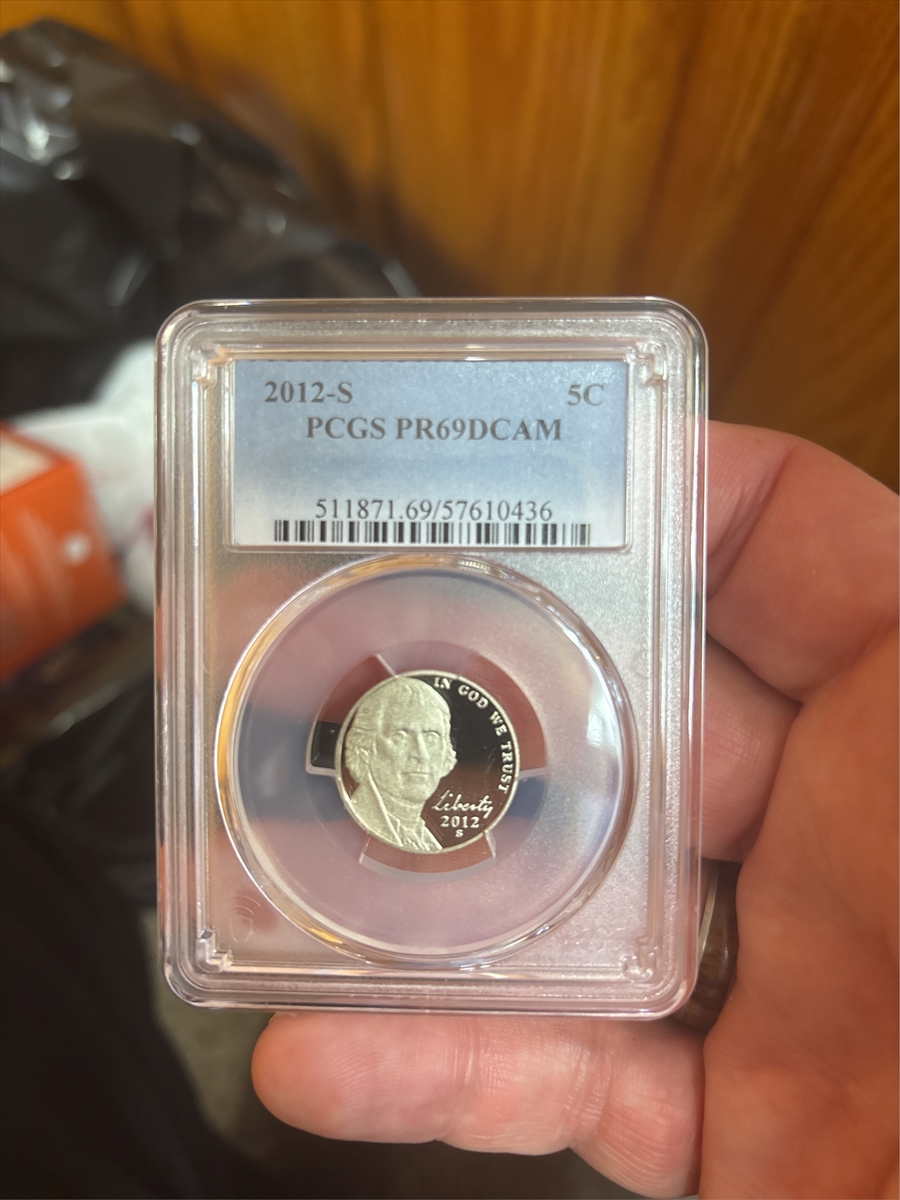 2012-S 5C
PCGS PR69DCAM
511871.69/57610436
IN GOD WE TRUST
Liberty
2012
S